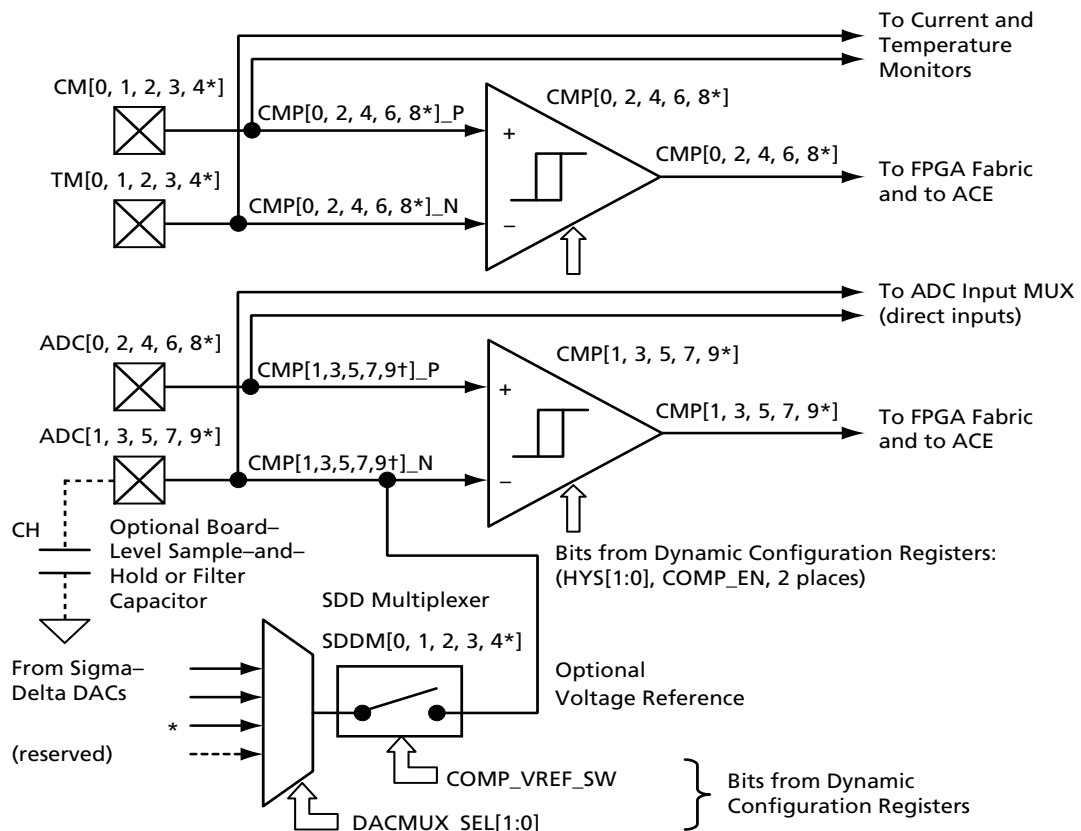 To Current and
Temperature
Monitors
CM[0, 1, 2, 3, 4*]
CMP[0, 2, 4, 6, 8*]_P
CMP[0, 2, 4, 6, 8*]
+
CMP[0, 2, 4, 6, 8*]
To FPGA Fabric
and to ACE
TM[0, 1, 2, 3, 4*]
CMP[0, 2, 4, 6, 8*]_N
–
To ADC Input MUX
(direct inputs)
ADC[0, 2, 4, 6, 8*]
CMP[1,3,5,7,9†]_P
CMP[1, 3, 5, 7, 9*]
+
CMP[1, 3, 5, 7, 9*]
To FPGA Fabric
and to ACE
ADC[1, 3, 5, 7, 9*]
CMP[1,3,5,7,9†]_N
–
CH
Optional Board–
Level Sample–and–
Hold or Filter
Capacitor
Bits from Dynamic Configuration Registers:
(HYS[1:0], COMP_EN, 2 places)
SDD Multiplexer
SDDM[0, 1, 2, 3, 4*]
From Sigma–
Delta DACs
*
(reserved)
Optional
Voltage Reference
COMP_VREF_SW
DACMUX_SEL[1:0]
Bits from Dynamic
Configuration Registers